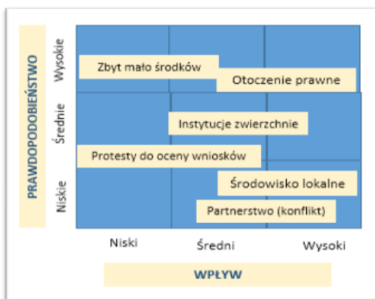 PRAWDOPODOBIEŃSTWO
Wysokie
Zbyt mało środków
Otoczenie prawne
Średnie
Instytucje zwierzchnie
Protesty do oceny wniosków
Niskie
Środowisko lokalne
Partnerstwo (konflikt)
Niski Średni Wysoki
WPŁYW